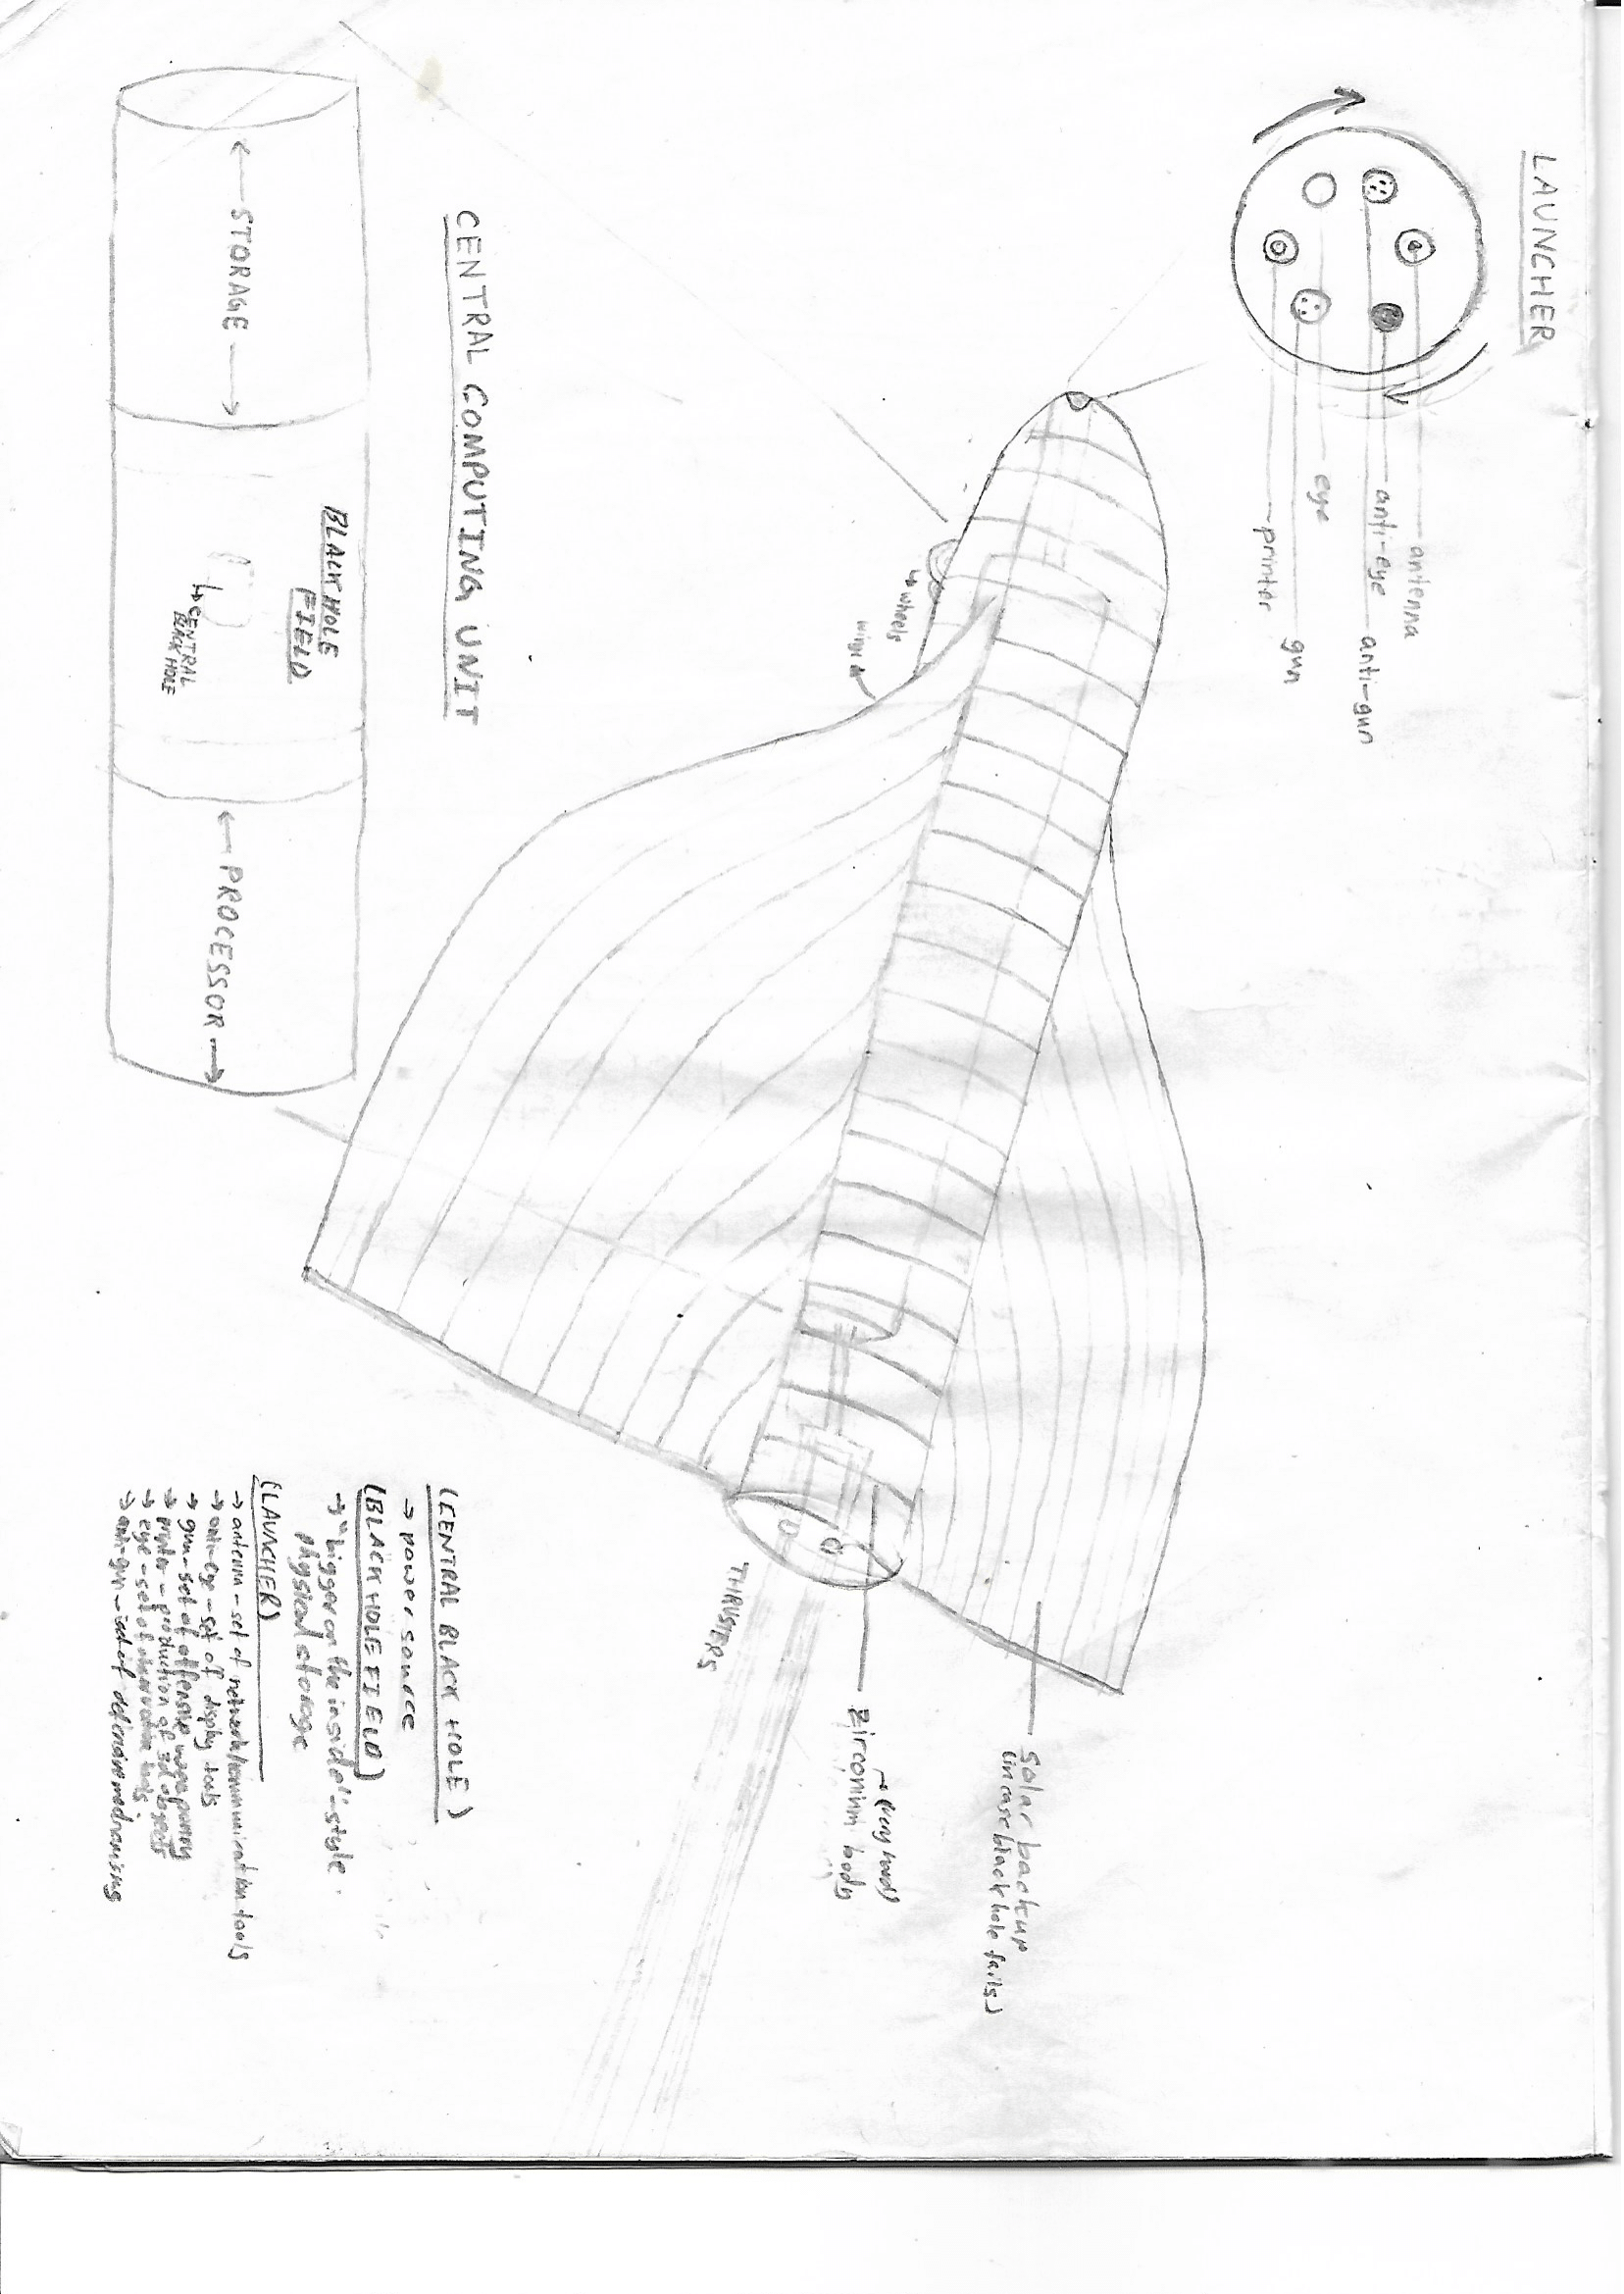 LAUNCHER
antenna
anti-eye
anti-gun
eye
gun
printer
CENTRAL COMPUTING UNIT
← STORAGE →
BLACK HOLE
FIELD
↳ CENTRAL
BLACK HOLE
← PROCESSOR →
wheels
wing
THRUSTERS
solar backup
(in case black hole fails)
(very hard)
zirconium body
(CENTRAL BLACK HOLE)
→ power source
(BLACK HOLE FIELD)
→ "bigger on the inside"-style
physical storage
(LAUNCHER)
→ antenna - set of network/communication tools
→ anti-eye - set of display tools
→ gun - set of offensive weaponry
→ printer - production of 3d objects
→ eye - set of observation tools
→ anti-gun - set of defensive mechanisms